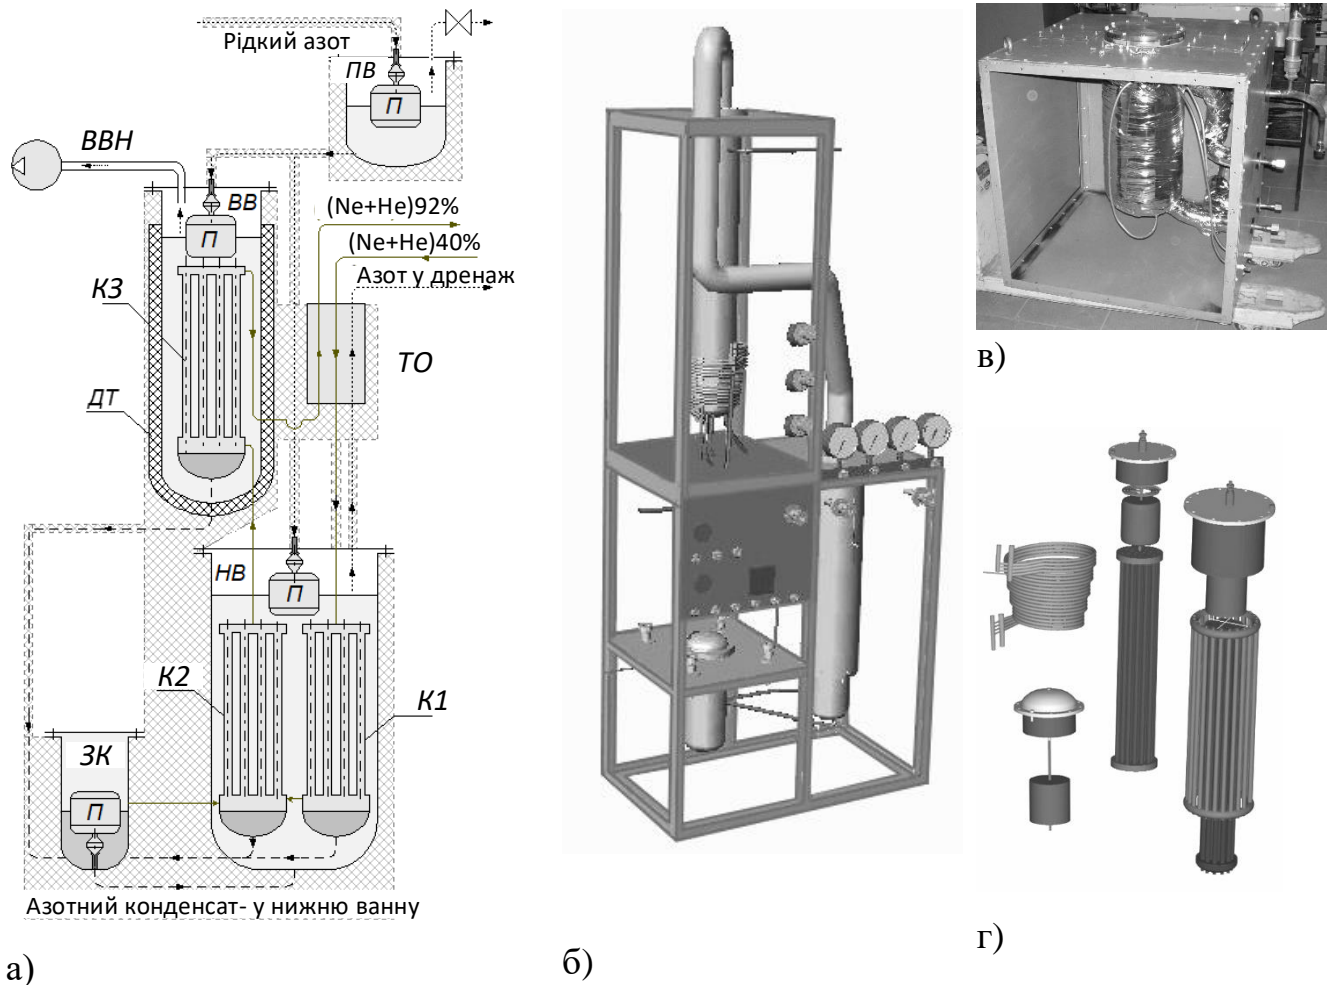 Рідкий азот
ПВ
П
ВВН
ВВ
П
(Ne+He)92%
(Ne+He)40%
Азот у дренаж
К3
ТО
ДТ
НВ
П
К2
К1
ЗК
П
Азотний конденсат- у нижню ванну
а)
б)
в)
г)